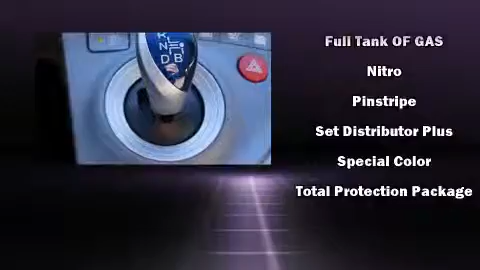 R
N
D B
Full Tank OF GAS
Nitro
Pinstripe
Set Distributor Plus
Special Color
Total Protection Package